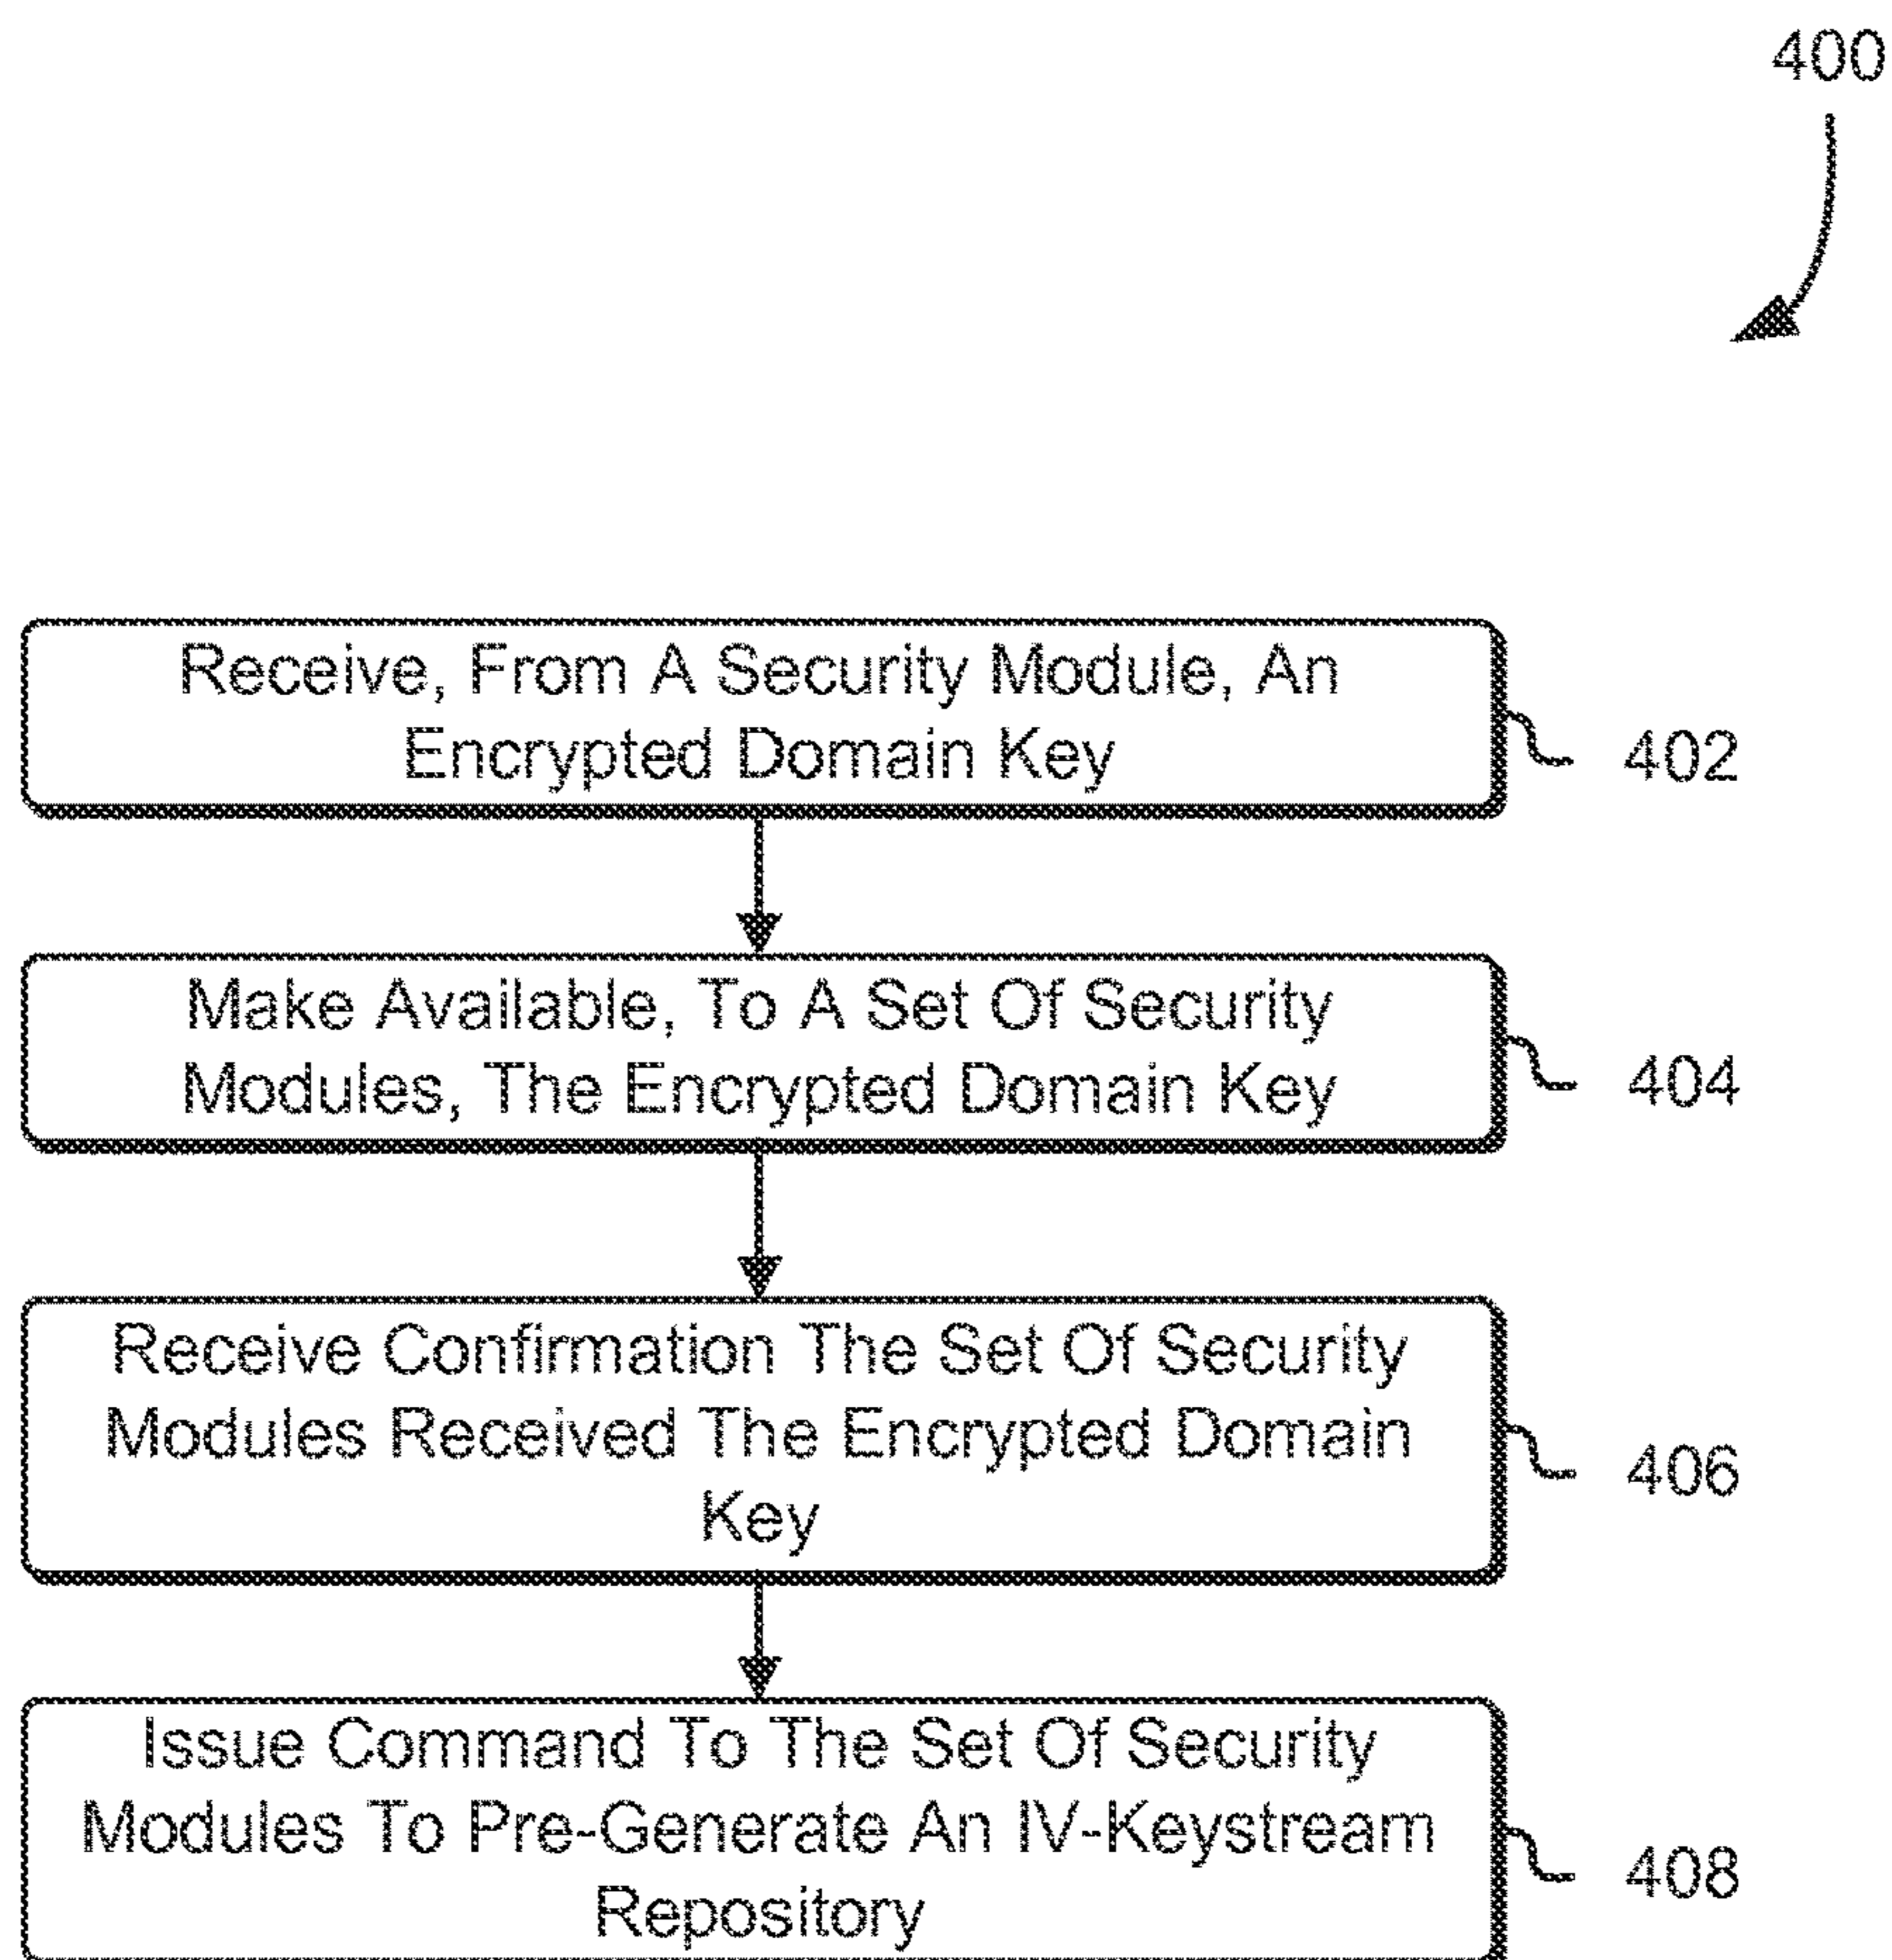 400
Receive, From A Security Module, An
Encrypted Domain Key
402
Make Available, To A Set Of Security
Modules, The Encrypted Domain Key
404
Receive Confirmation The Set Of Security
Modules Received The Encrypted Domain
Key
406
Issue Command To The Set Of Security
Modules To Pre-Generate An IV-Keystream
Repository
408